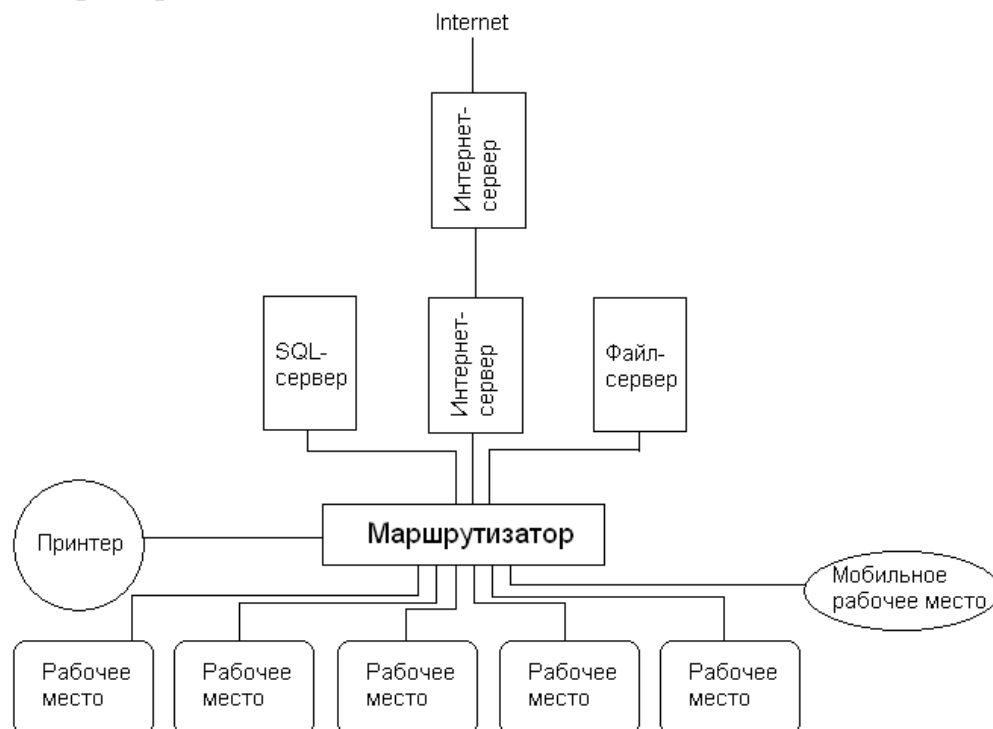 Internet
Интернет-
сервер
SQL-
сервер
Интернет-
сервер
Файл-
сервер
Принтер
Маршрутизатор
Мобильное
рабочее место
Рабочее
место
Рабочее
место
Рабочее
место
Рабочее
место
Рабочее
место